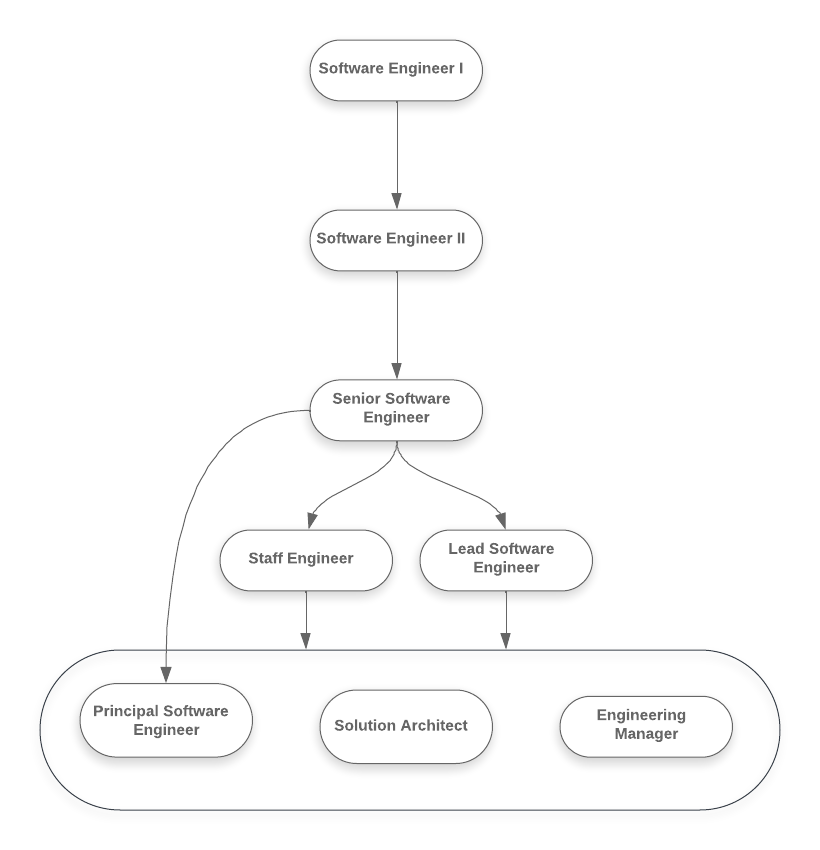 Software Engineer I
Software Engineer II
Senior Software
Engineer
Staff Engineer
Lead Software
Engineer
Principal Software
Engineer
Solution Architect
Engineering
Manager